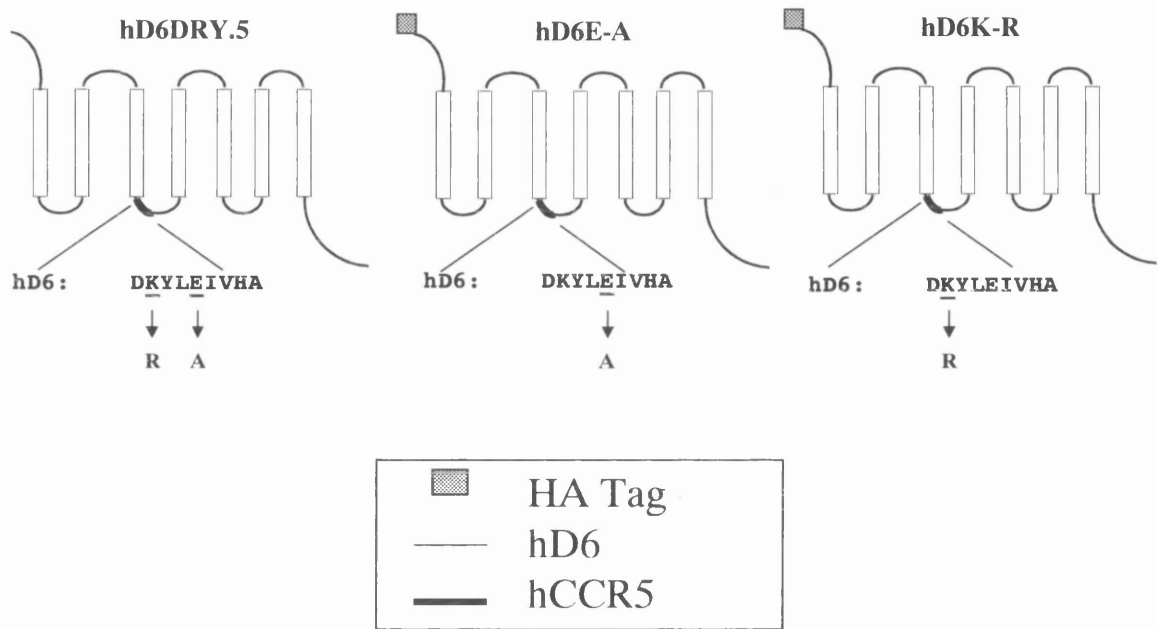 hD6DRY.5
hD6E-A
hD6K-R
hD6: DKYLEIVHA
R A
hD6: DKYLEIVHA
A
hD6: DKYLEIVHA
R
HA Tag
hD6
hCCR5